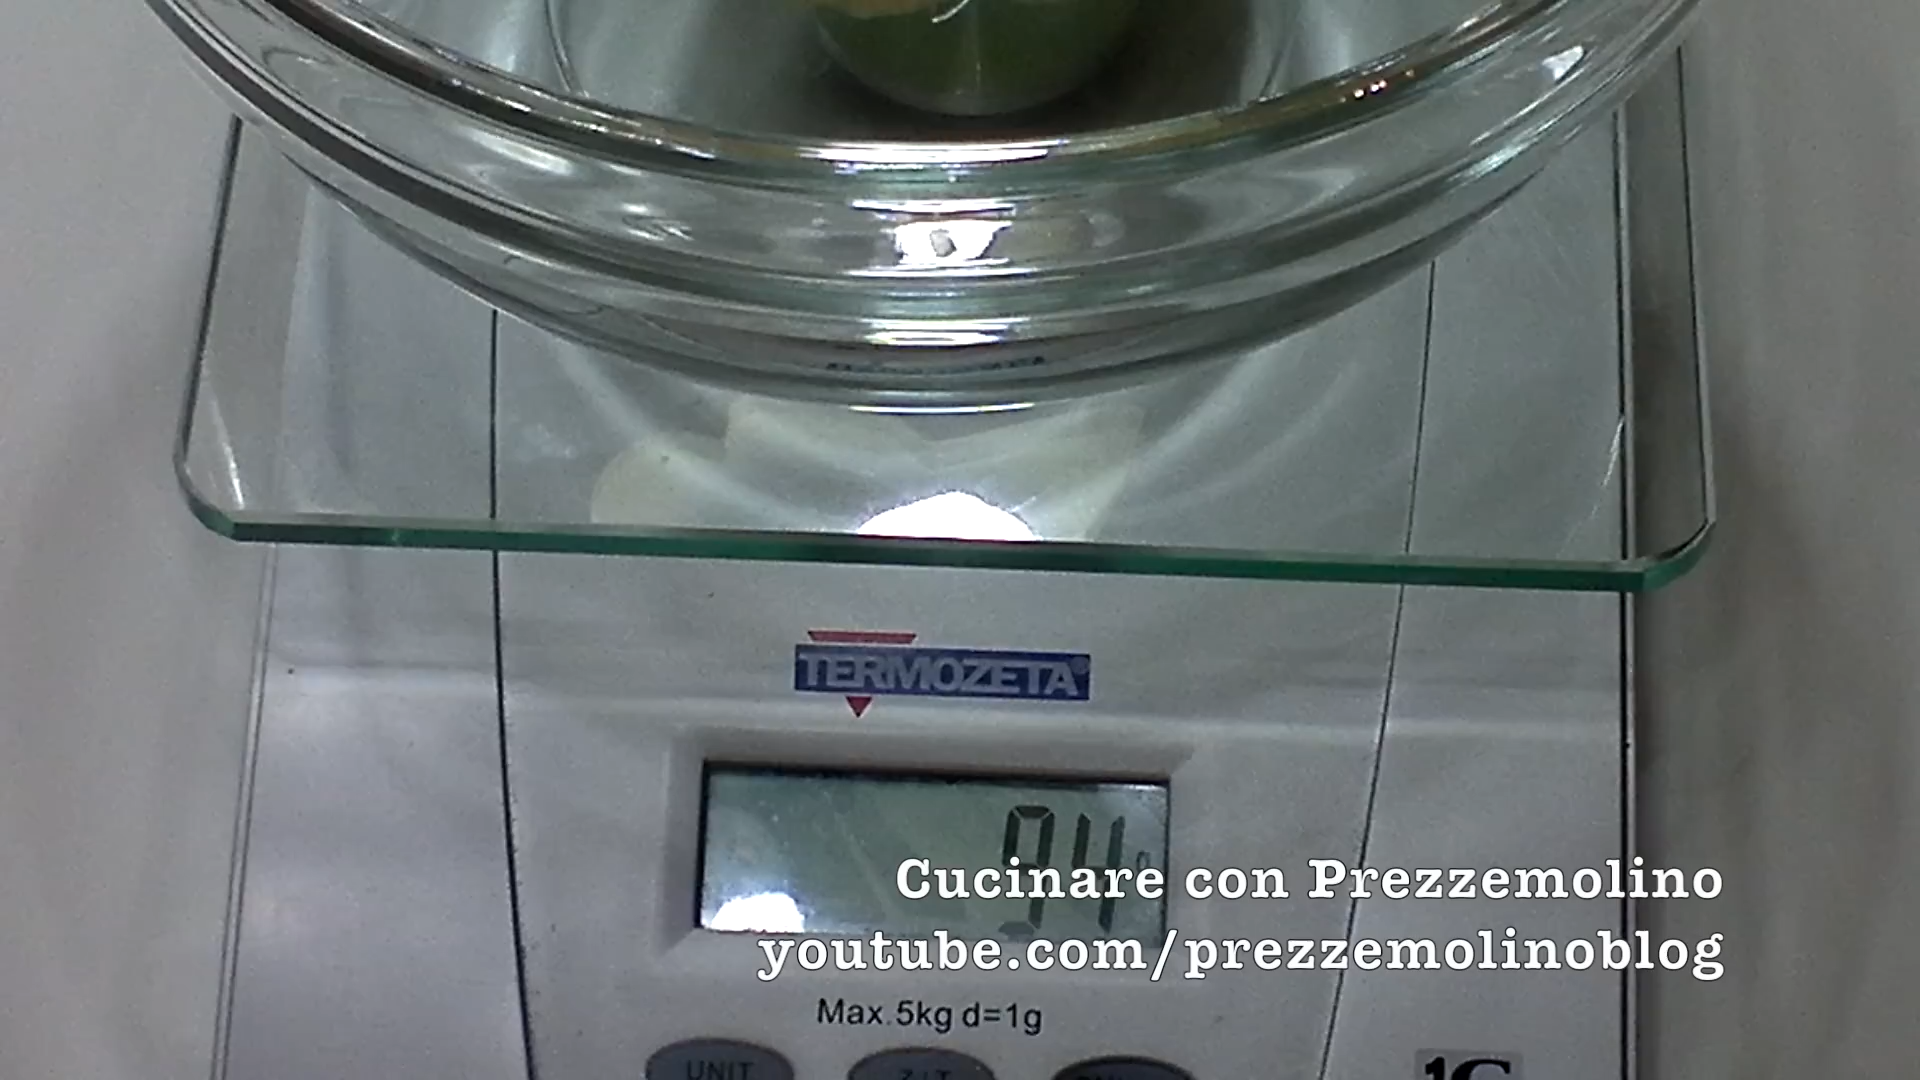 TERMOZETA®
94 g
Cucinare con Prezzemolino
youtube.com/prezzemolinoblog
Max.5kg d=1g
UNIT
Z/T